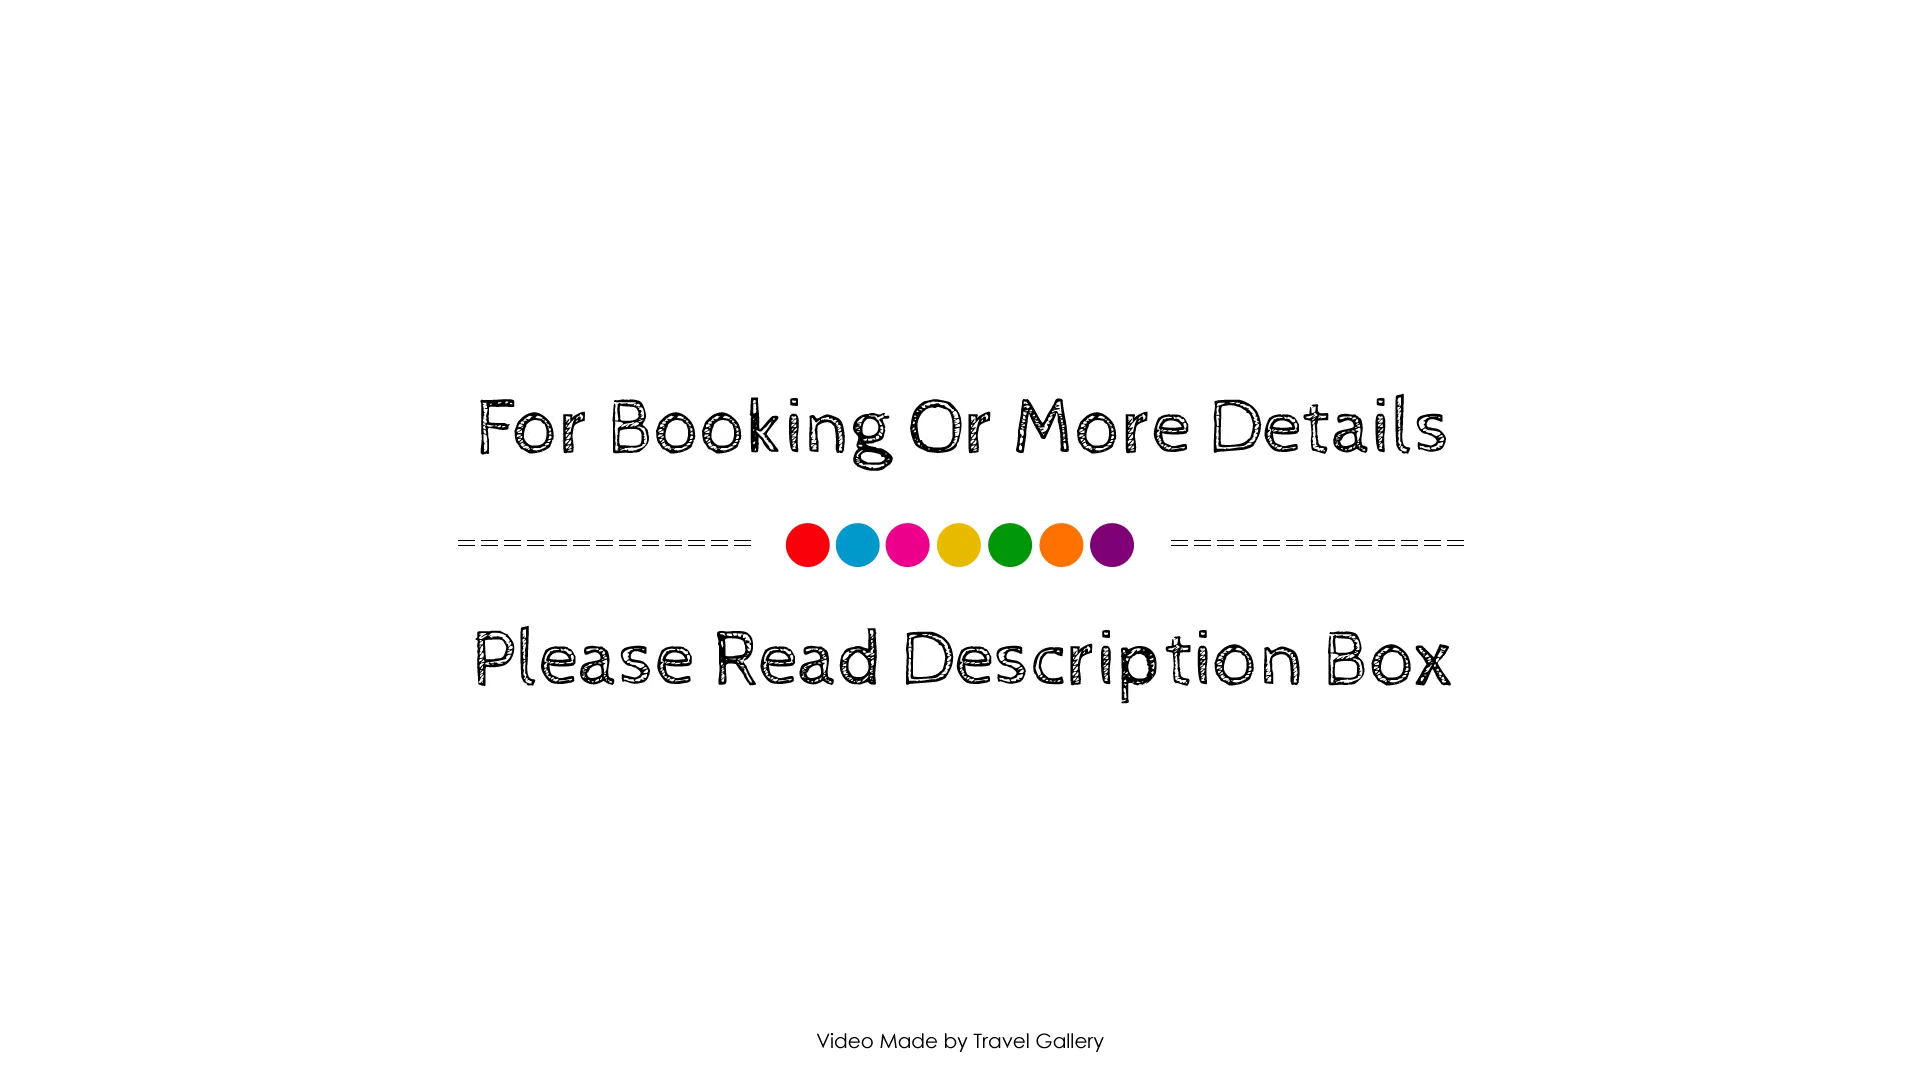 For Booking Or More Details
============= =============
Please Read Description Box
Video Made by Travel Gallery